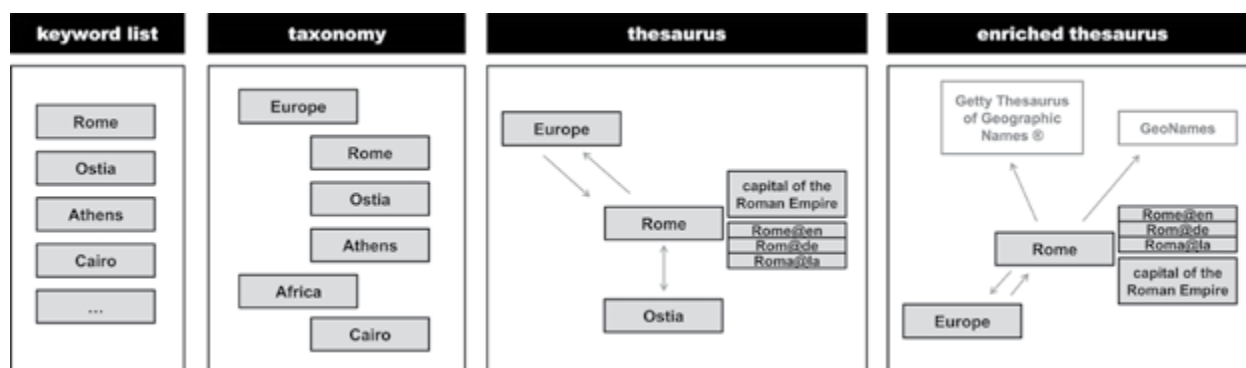 keyword list
Rome
Ostia
Athens
Cairo
...
taxonomy
Europe
Rome
Ostia
Athens
Africa
Cairo
thesaurus
Europe
Rome
capital of the
Roman Empire
Rome@en
Rom@de
Roma@la
Ostia
enriched thesaurus
Getty Thesaurus
of Geographic
Names ®
GeoNames
Rome
Rome@en
Rom@de
Roma@la
capital of the
Roman Empire
Europe